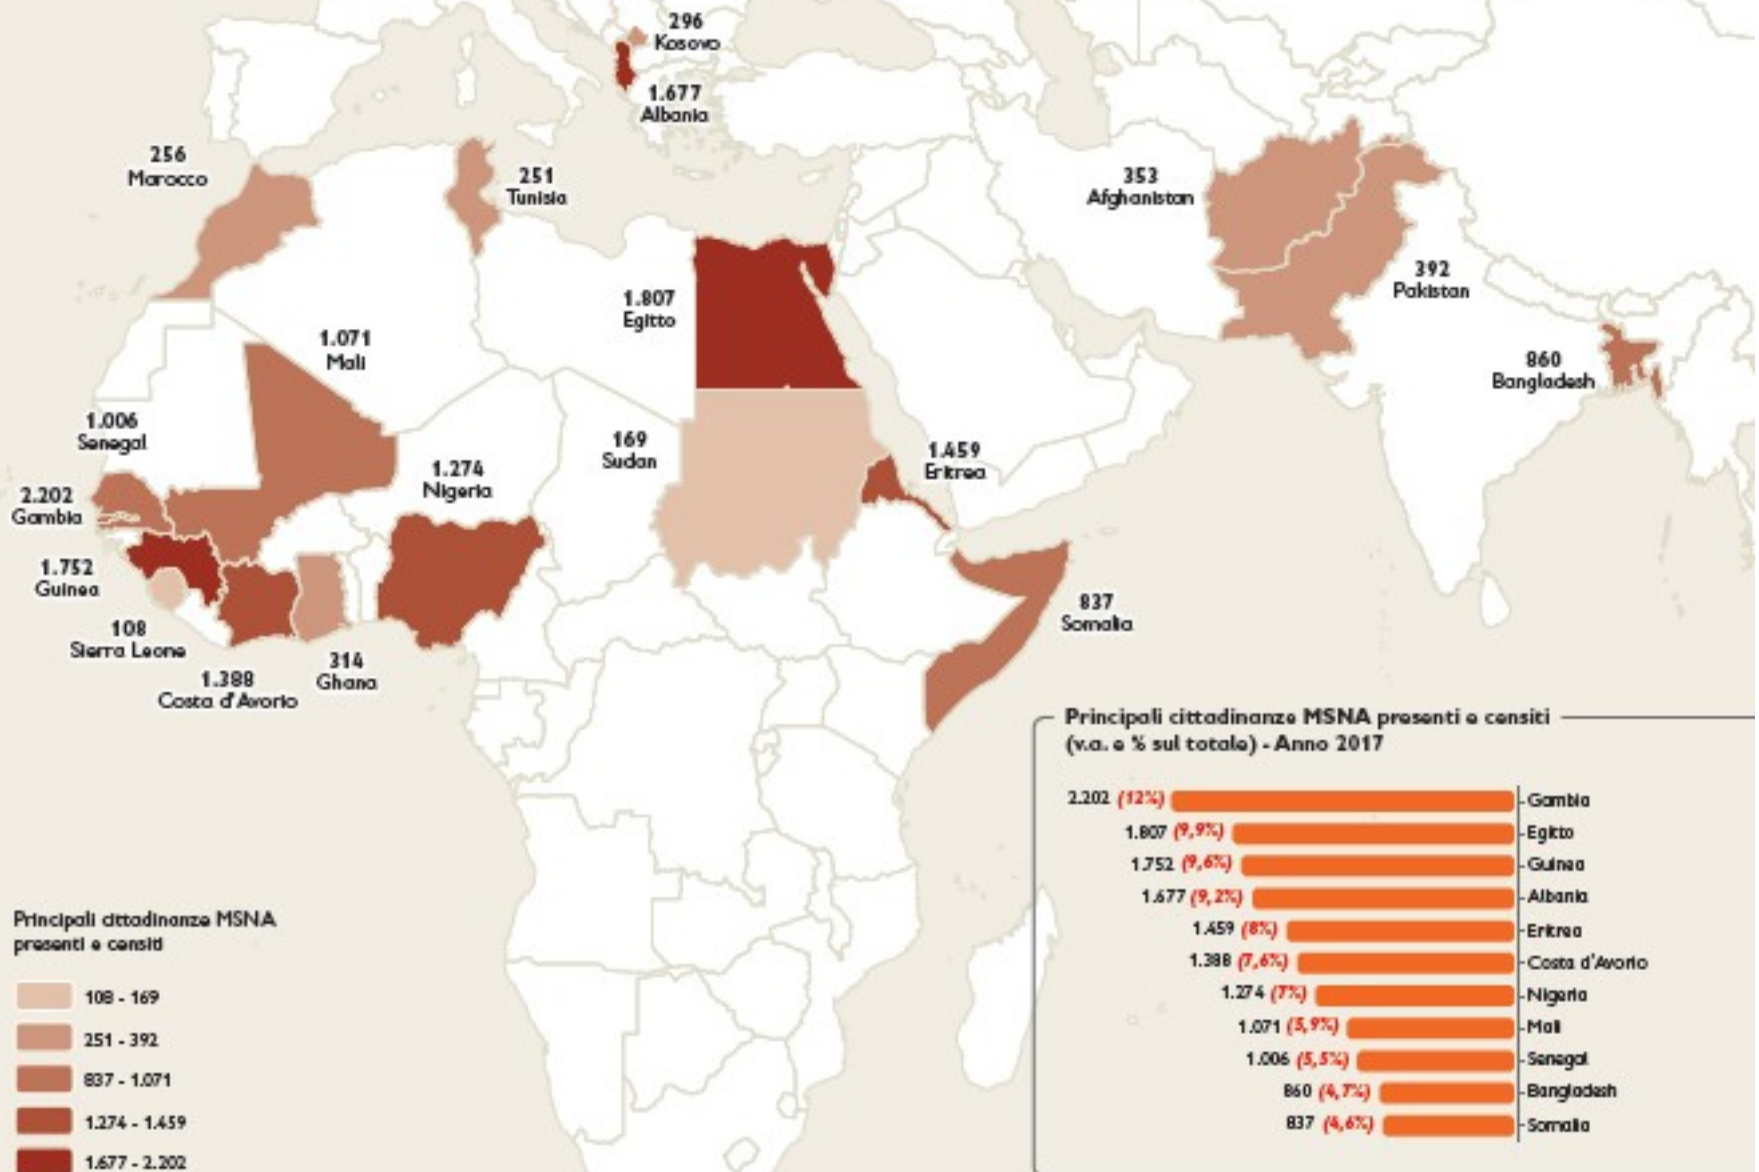 296
Kosovo
1.677
Albania
256
Marocco
251
Tunisia
353
Afghanistan
392
Pakistan
1.807
Egitto
1.071
Mali
860
Bangladesh
1.006
Senegal
169
Sudan
1.459
Eritrea
1.274
Nigeria
2.202
Gambia
1.752
Guinea
837
Somalia
108
Sierra Leone
314
Ghana
1.388
Costa d'Avorio
Principali cittadinanze MSNA presenti e censiti
(v.a. e % sul totale) - Anno 2017
2.202 (12%) Gambia
1.807 (9,9%) Egitto
1.752 (9,6%) Guinea
1.677 (9,2%) Albania
1.459 (8%) Eritrea
1.388 (7,6%) Costa d'Avorio
1.274 (7%) Nigeria
1.071 (5,9%) Mali
1.006 (5,5%) Senegal
860 (4,7%) Bangladesh
837 (4,6%) Somalia
Principali cittadinanze MSNA
presenti e censiti
108 - 169
251 - 392
837 - 1.071
1.274 - 1.459
1.677 - 2.202